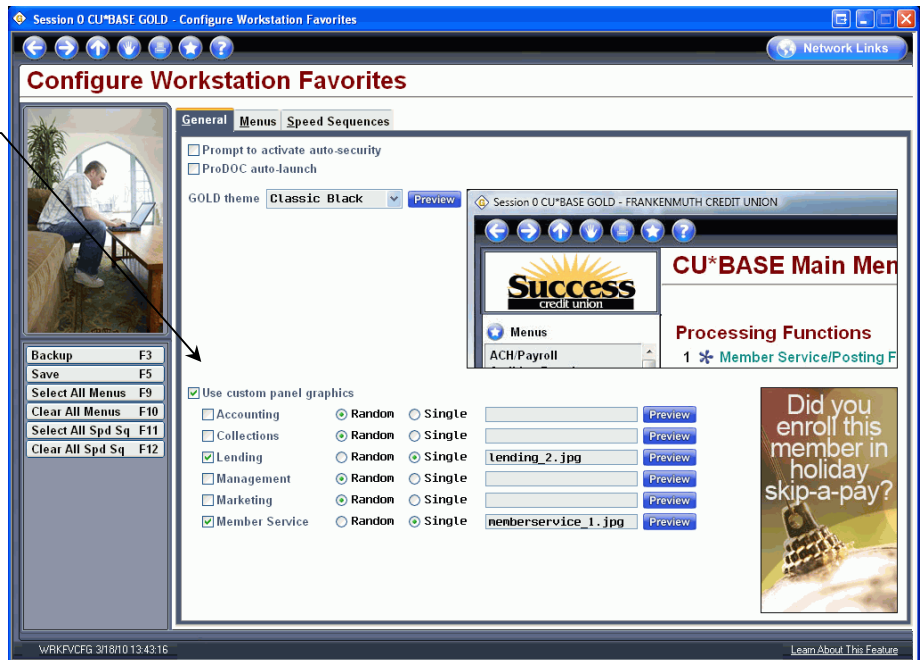 Session 0 CU*BASE GOLD - Configure Workstation Favorites
Network Links
Configure Workstation Favorites
General Menus Speed Sequences
Prompt to activate auto-security
ProDOC auto-launch
GOLD theme Classic Black Preview
Session 0 CU*BASE GOLD - FRANKENMUTH CREDIT UNION
Success
credit union
CU*BASE Main Men
Menus
ACH/Payroll
Processing Functions
1 Member Service/Posting F
Backup F3
Save F5
Select All Menus F9
Clear All Menus F10
Select All Spd Sq F11
Clear All Spd Sq F12
Use custom panel graphics
Accounting Random Single Preview
Collections Random Single Preview
Lending Random Single lending_2.jpg Preview
Management Random Single Preview
Marketing Random Single Preview
Member Service Random Single memberservice_1.jpg Preview
Did you
enroll this
member in
holiday
skip-a-pay?
WRKFVCFG 3/18/10 13:43:16
Learn About This Feature